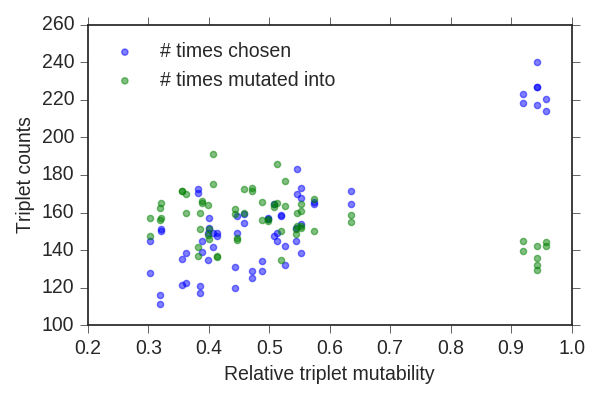 260
240
220
200
180
160
140
120
100
Triplet counts
# times chosen
# times mutated into
0.2 0.3 0.4 0.5 0.6 0.7 0.8 0.9 1.0
Relative triplet mutability